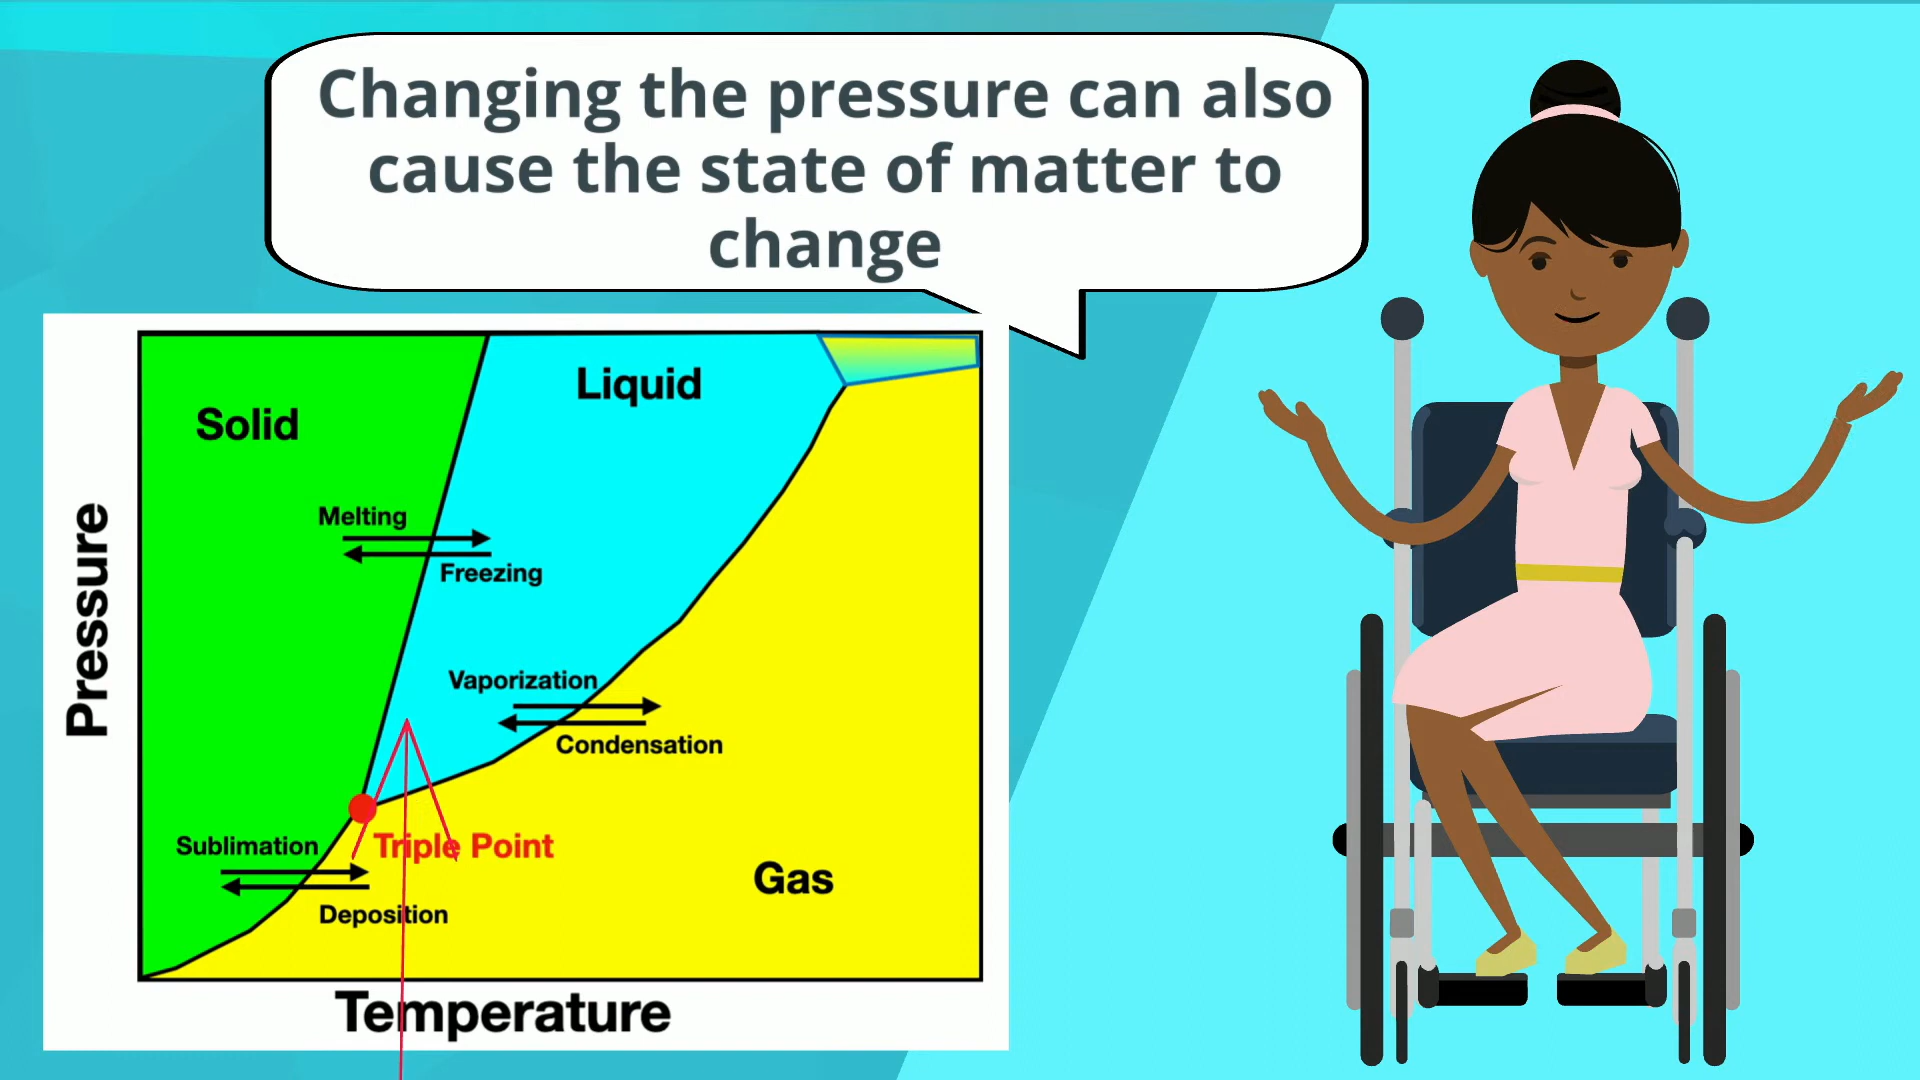 Changing the pressure can also
cause the state of matter to
change
Solid
Liquid
Melting
Freezing
Pressure
Vaporization
Condensation
Sublimation
Triple Point
Gas
Deposition
Temperature